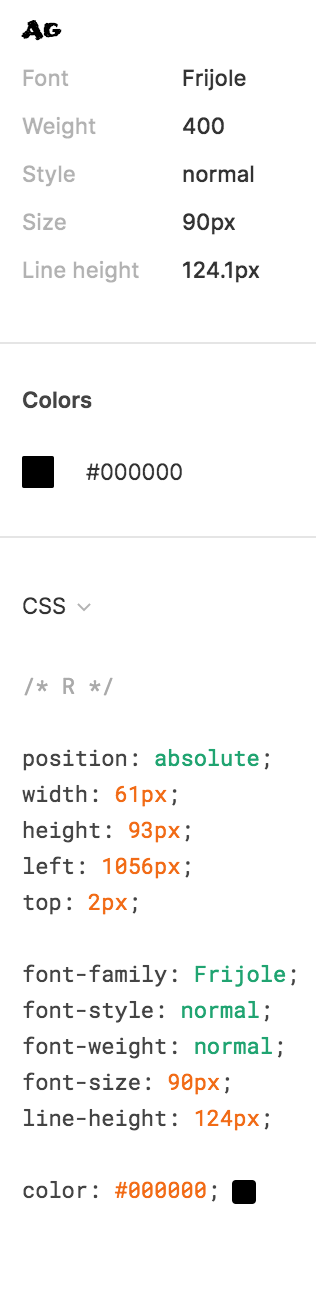 AG
Font Frijole
Weight 400
Style normal
Size 90px
Line height 124.1px
Colors
#000000
CSS
/* R */
position: absolute;
width: 61px;
height: 93px;
left: 1056px;
top: 2px;
font-family: Frijole;
font-style: normal;
font-weight: normal;
font-size: 90px;
line-height: 124px;
color: #000000;